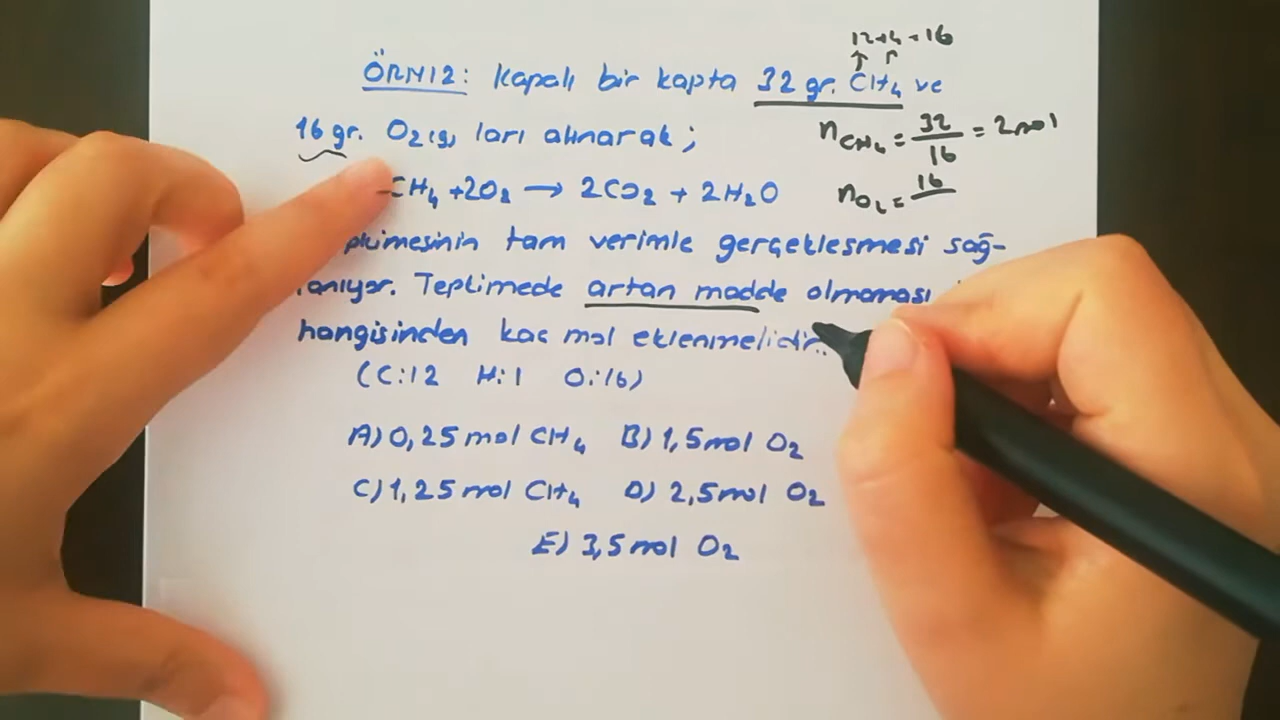 12+4=16
ÖRN12: Kapalı bir kapta 32 gr. CH4 ve
16 gr. O2(g) ları alınarak;
nCH4 = 32/16 = 2mol
CH4 + 2O2 → 2CO2 + 2H2O
nO2 = 16
tam verimle gerçekleşmesi sağ-
lanıyor. Tepkimede artan madde olmaması
hangisinden kaç mol eklenmelidir.
(C:12 H:1 O:16)
A) 0,25 mol CH4 B) 1,5 mol O2
C) 1,25 mol CH4 D) 2,5 mol O2
E) 3,5 mol O2